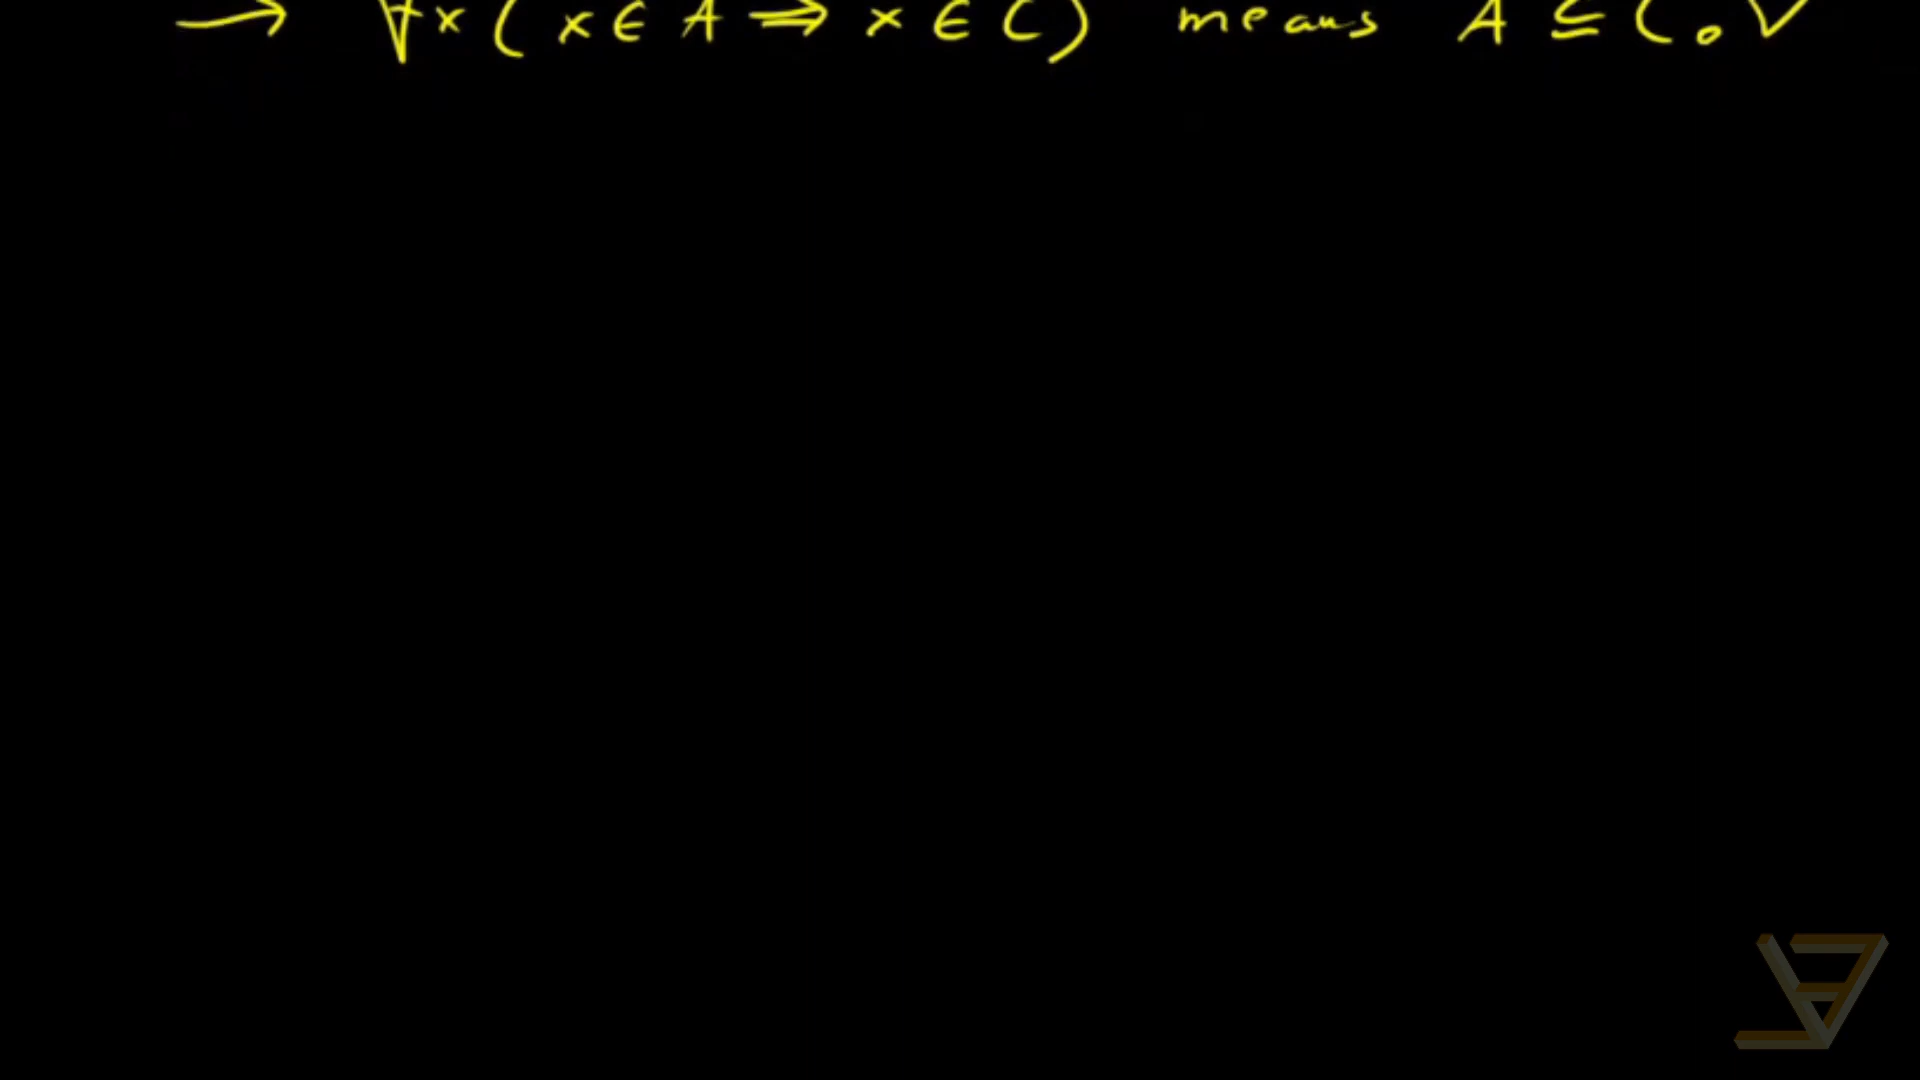 → ∀x ( x ∈ A ⇒ x ∈ C ) means A ⊆ C. ✓